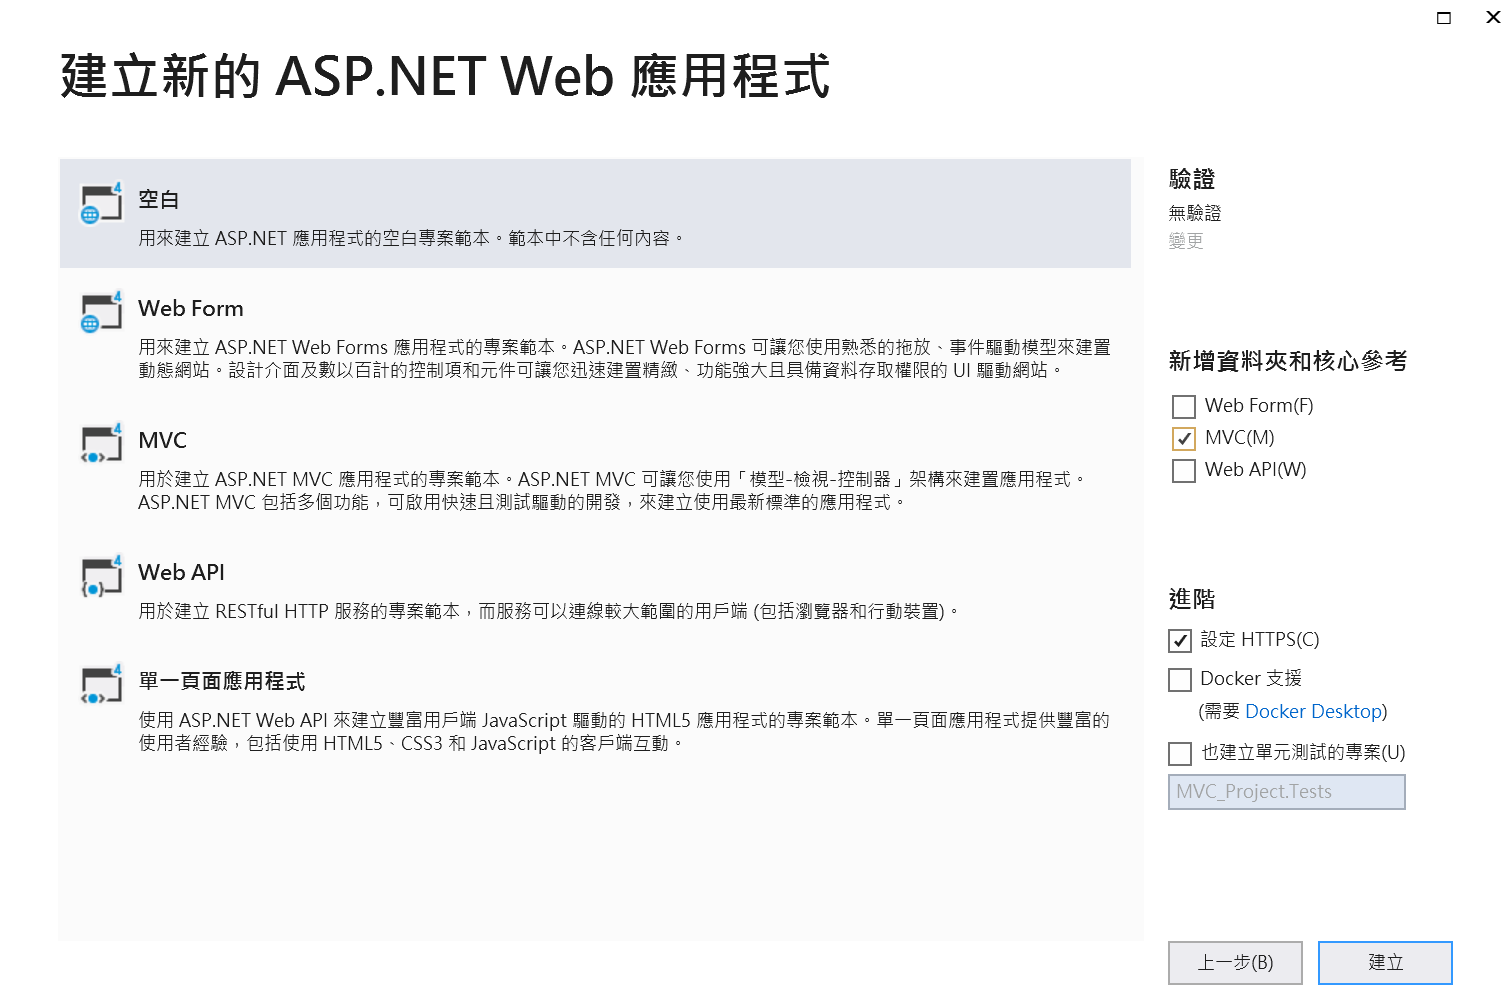 建立新的 ASP.NET Web 應用程式
空白
用來建立 ASP.NET 應用程式的空白專案範本。範本中不含任何內容。
Web Form
用來建立 ASP.NET Web Forms 應用程式的專案範本。ASP.NET Web Forms 可讓您使用熟悉的拖放、事件驅動模型來建置
動態網站。設計介面及數以百計的控制項和元件可讓您迅速建置精緻、功能強大且具備資料存取權限的 UI 驅動網站。
MVC
用於建立 ASP.NET MVC 應用程式的專案範本。ASP.NET MVC 可讓您使用「模型-檢視-控制器」架構來建置應用程式。
ASP.NET MVC 包括多個功能，可啟用快速且測試驅動的開發，來建立使用最新標準的應用程式。
Web API
用於建立 RESTful HTTP 服務的專案範本，而服務可以連線較大範圍的用戶端 (包括瀏覽器和行動裝置)。
單一頁面應用程式
使用 ASP.NET Web API 來建立豐富用戶端 JavaScript 驅動的 HTML5 應用程式的專案範本。單一頁面應用程式提供豐富的
使用者經驗，包括使用 HTML5、CSS3 和 JavaScript 的客戶端互動。
驗證
無驗證
變更
新增資料夾和核心參考
Web Form(F)
MVC(M)
Web API(W)
進階
設定 HTTPS(C)
Docker 支援
(需要 Docker Desktop)
也建立單元測試的專案(U)
MVC_Project.Tests
上一步(B)
建立